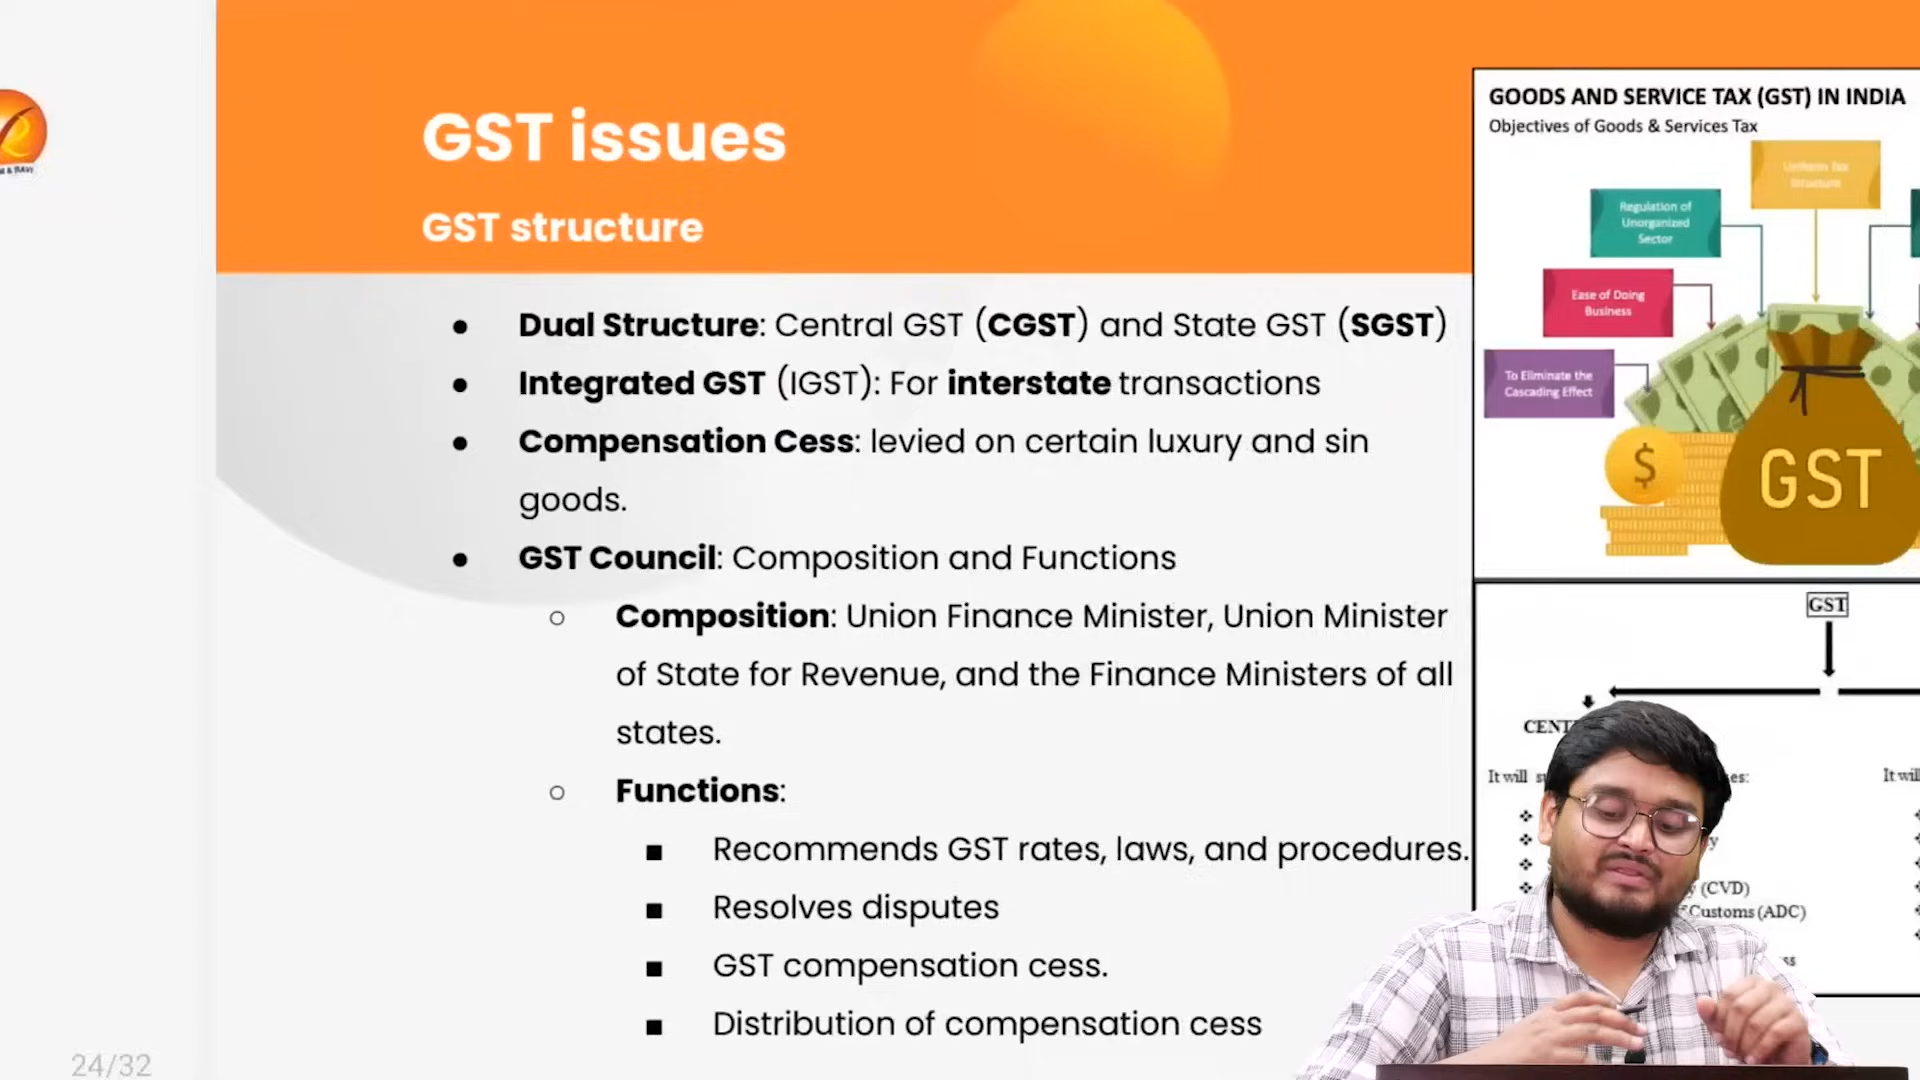 GST issues
GST structure
● Dual Structure: Central GST (CGST) and State GST (SGST)
● Integrated GST (IGST): For interstate transactions
● Compensation Cess: levied on certain luxury and sin
goods.
● GST Council: Composition and Functions
○ Composition: Union Finance Minister, Union Minister
of State for Revenue, and the Finance Ministers of all
states.
○ Functions:
■ Recommends GST rates, laws, and procedures.
■ Resolves disputes
■ GST compensation cess.
■ Distribution of compensation cess
24/32
GOODS AND SERVICE TAX (GST) IN INDIA
Objectives of Goods & Services Tax
Uniform Tax
Structure
Regulation of
Unorganized
Sector
Ease of Doing
Business
To Eliminate the
Cascading Effect
$
GST
GST
It will
It will
(CVD)
Customs (ADC)